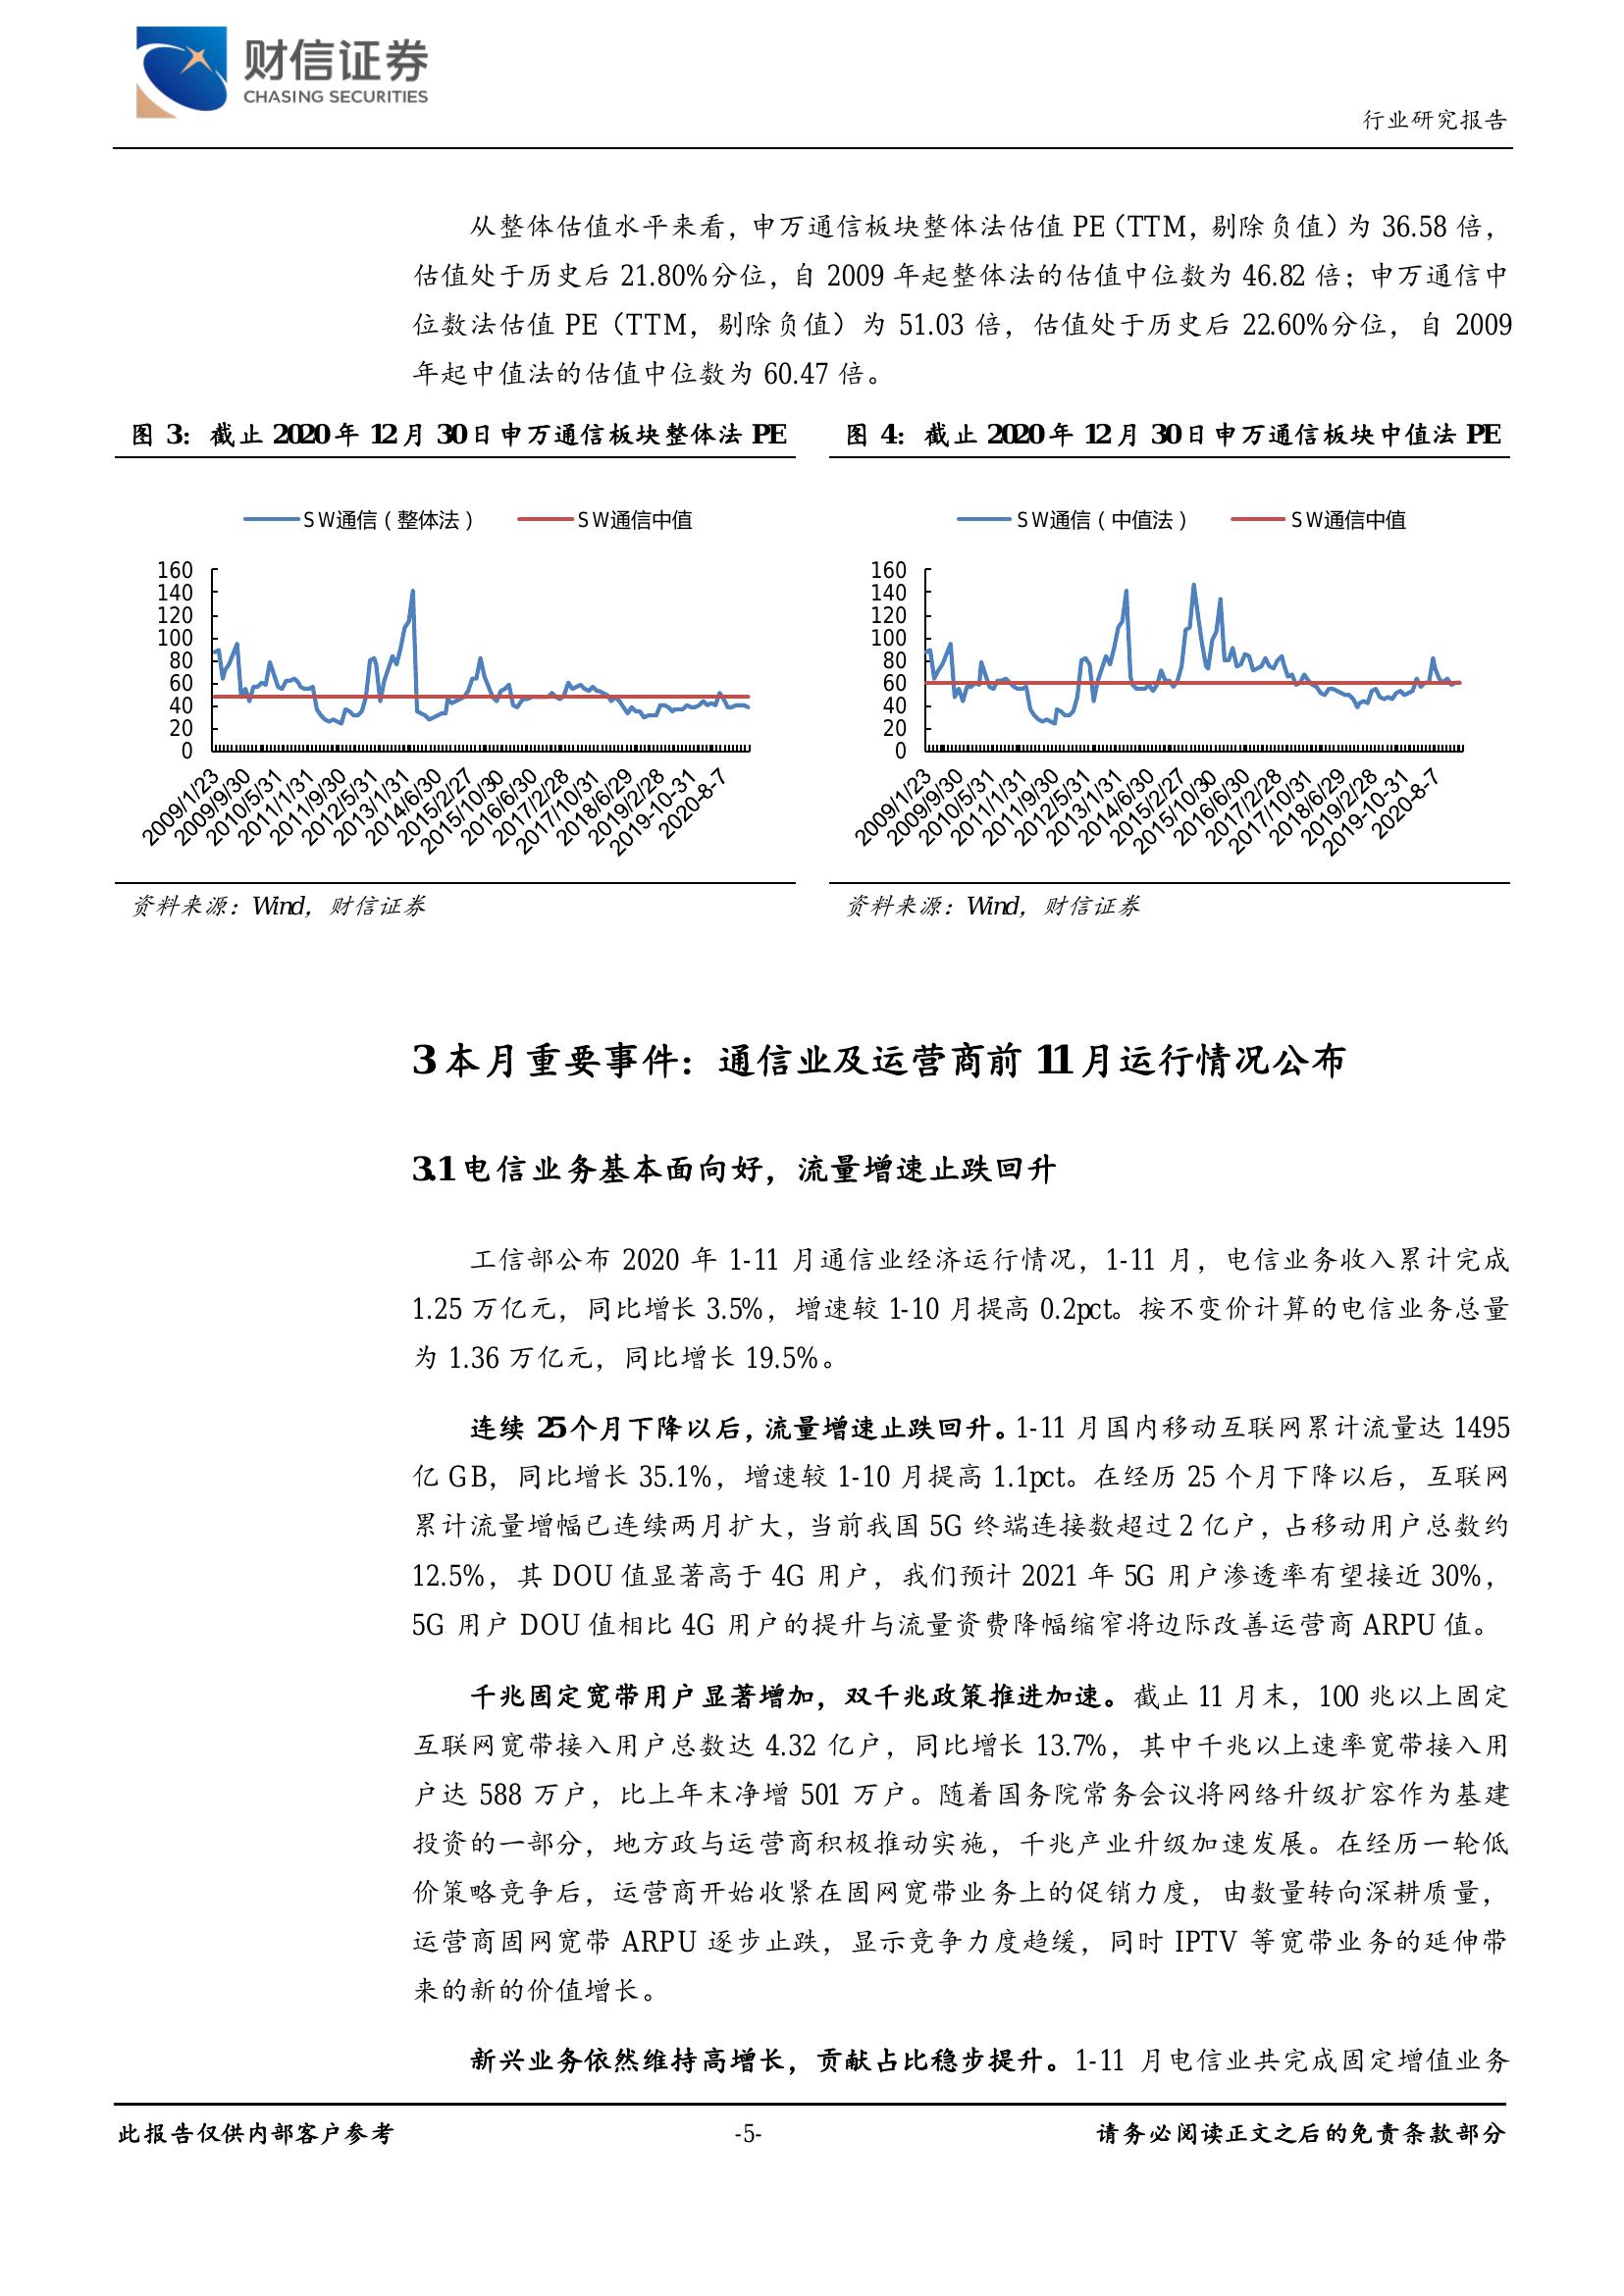 财信证券
CHASING SECURITIES
行业研究报告
从整体估值水平来看，申万通信板块整体法估值 PE（TTM，剔除负值）为 36.58 倍，
估值处于历史后 21.80%分位，自 2009 年起整体法的估值中位数为 46.82 倍；申万通信中
位数法估值 PE（TTM，剔除负值）为 51.03 倍，估值处于历史后 22.60%分位，自 2009
年起中值法的估值中位数为 60.47 倍。
图 3：截止 2020 年 12 月 30 日申万通信板块整体法 PE
SW通信（整体法）
SW通信中值
160
140
120
100
80
60
40
20
0
2009/1/23
2009/9/30
2010/5/31
2011/1/31
2011/9/30
2012/5/31
2013/1/31
2014/6/30
2015/2/27
2015/10/30
2016/6/30
2017/2/28
2017/10/31
2018/6/29
2019/2/28
2019-10-31
2020-8-7
资料来源：Wind，财信证券
图 4：截止 2020 年 12 月 30 日申万通信板块中值法 PE
SW通信（中值法）
SW通信中值
160
140
120
100
80
60
40
20
0
2009/1/23
2009/9/30
2010/5/31
2011/1/31
2011/9/30
2012/5/31
2013/1/31
2014/6/30
2015/2/27
2015/10/30
2016/6/30
2017/2/28
2017/10/31
2018/6/29
2019/2/28
2019-10-31
2020-8-7
资料来源：Wind，财信证券
3 本月重要事件：通信业及运营商前 11 月运行情况公布
3.1 电信业务基本面向好，流量增速止跌回升
工信部公布 2020 年 1-11 月通信业经济运行情况，1-11 月，电信业务收入累计完成
1.25 万亿元，同比增长 3.5%，增速较 1-10 月提高 0.2pct。按不变价计算的电信业务总量
为 1.36 万亿元，同比增长 19.5%。
连续 25 个月下降以后，流量增速止跌回升。1-11 月国内移动互联网累计流量达 1495
亿 GB，同比增长 35.1%，增速较 1-10 月提高 1.1pct。在经历 25 个月下降以后，互联网
累计流量增幅已连续两月扩大，当前我国 5G 终端连接数超过 2 亿户，占移动用户总数约
12.5%，其 DOU 值显著高于 4G 用户，我们预计 2021 年 5G 用户渗透率有望接近 30%，
5G 用户 DOU 值相比 4G 用户的提升与流量资费降幅缩窄将边际改善运营商 ARPU 值。
千兆固定宽带用户显著增加，双千兆政策推进加速。截止 11 月末，100 兆以上固定
互联网宽带接入用户总数达 4.32 亿户，同比增长 13.7%，其中千兆以上速率宽带接入用
户达 588 万户，比上年末净增 501 万户。随着国务院常务会议将网络升级扩容作为基建
投资的一部分，地方政与运营商积极推动实施，千兆产业升级加速发展。在经历一轮低
价策略竞争后，运营商开始收紧在固网宽带业务上的促销力度，由数量转向深耕质量，
运营商固网宽带 ARPU 逐步止跌，显示竞争力度趋缓，同时 IPTV 等宽带业务的延伸带
来的新的价值增长。
新兴业务依然维持高增长，贡献占比稳步提升。1-11 月电信业共完成固定增值业务
此报告仅供内部客户参考
-5-
请务必阅读正文之后的免责条款部分